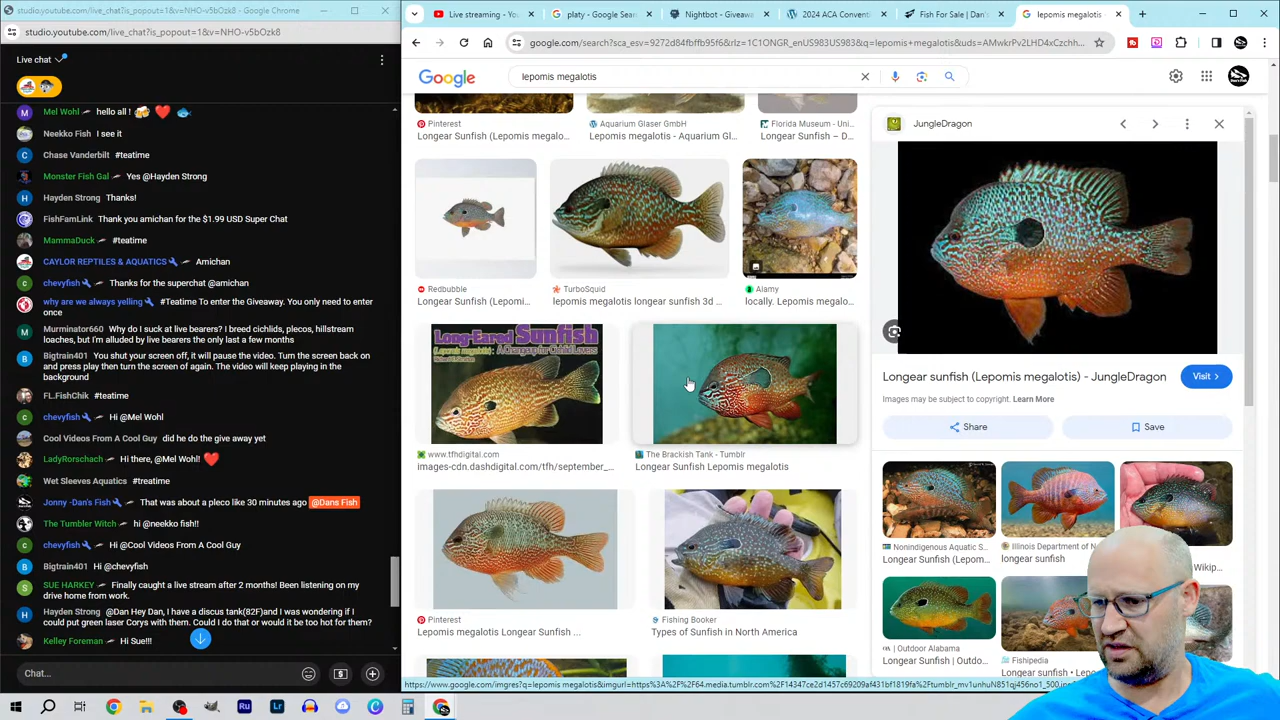 studio.youtube.com/live_chat?is_popout=1&v=NHO-v5bOzk8 - Google Chrome
studio.youtube.com/live_chat?is_popout=1&v=NHO-v5bOzk8
Live chat
Mel Wohl hello all !
Neekko Fish I see it
Chase Vanderbilt #teatime
Monster Fish Gal Yes @Hayden Strong
Hayden Strong Thanks!
FishFamLink Thank you amichan for the $1.99 USD Super Chat
MammaDuck #teatime
CAYLOR REPTILES & AQUATICS Amichan
chevyfish Thanks for the superchat @amichan
why are we always yelling #Teatime To enter the Giveaway. You only need to enter
once
Murminator660 Why do I suck at live bearers? I breed cichlids, plecos, hillstream
loaches, but I'm alluded by live bearers the only last a few months
Bigtrain401 You shut your screen off, it will pause the video. Turn the screen back on
and press play then turn the screen of again. The video will keep playing in the
background
FL.FishChik #teatime
chevyfish Hi @Mel Wohl
Cool Videos From A Cool Guy did he do the give away yet
LadyRorschach Hi there, @Mel Wohl!
Wet Sleeves Aquatics #treatime
Jonny -Dan's Fish That was about a pleco like 30 minutes ago @Dans Fish
The Tumbler Witch hi @neekko fish!!
chevyfish Hi @Cool Videos From A Cool Guy
Bigtrain401 Hi @chevyfish
SUE HARKEY Finally caught a live stream after 2 months! Been listening on my
drive home from work.
Hayden Strong @Dan Hey Dan, I have a discus tank(82F)and I was wondering if I
could put green laser Corys with them. Could I do that or would it be too hot for them?
Kelley Foreman Hi Sue!!!
Chat...
Live streaming - Yo
platy - Google Sear
Nightbot - Giveaw
2024 ACA Conventi
Fish For Sale | Dan's
lepomis megalotis
google.com/search?sca_esv=9272d84fbffb95f6&rlz=1C1ONGR_enUS983US983&q=lepomis+megalotis&uds=AMwkrPv2LHD4xCzchh...
Google
lepomis megalotis
Pinterest
Longear Sunfish (Lepomis megalo...
Aquarium Glaser GmbH
Lepomis megalotis - Aquarium Gl...
Florida Museum - Uni...
Longear Sunfish – D...
Redbubble
Longear Sunfish (Lepomi...
TurboSquid
lepomis megalotis longear sunfish 3d ...
Alamy
locally. Lepomis megalo...
Long-Eared Sunfish
www.tfhdigital.com
images-cdn.dashdigital.com/tfh/september_...
The Brackish Tank - Tumblr
Longear Sunfish Lepomis megalotis
Pinterest
Lepomis megalotis Longear Sunfish ...
Fishing Booker
Types of Sunfish in North America
JungleDragon
Longear sunfish (Lepomis megalotis) - JungleDragon
Visit
Images may be subject to copyright. Learn More
Share
Save
Nonindigenous Aquatic S...
Longear Sunfish (Lepom...
Illinois Department of N
longear sunfish
Wikip...
Outdoor Alabama
Longear Sunfish | Outdo...
Fishipedia
Longear sunfish • Lepo